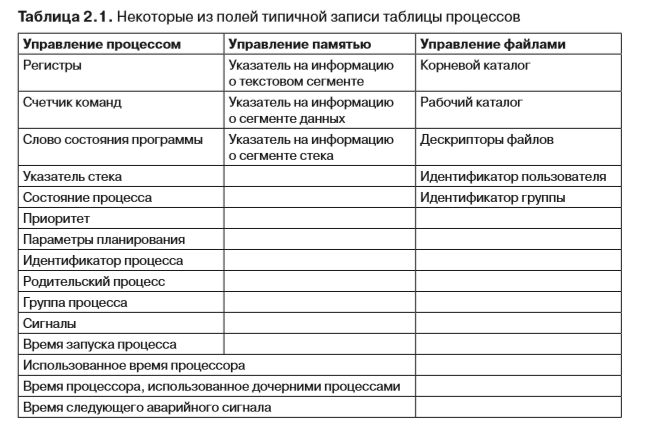 Таблица 2.1. Некоторые из полей типичной записи таблицы процессов
Управление процессом Управление памятью Управление файлами
Регистры Указатель на информацию о текстовом сегменте Корневой каталог
Счетчик команд Указатель на информацию о сегменте данных Рабочий каталог
Слово состояния программы Указатель на информацию о сегменте стека Дескрипторы файлов
Указатель стека Идентификатор пользователя
Состояние процесса Идентификатор группы
Приоритет
Параметры планирования
Идентификатор процесса
Родительский процесс
Группа процесса
Сигналы
Время запуска процесса
Использованное время процессора
Время процессора, использованное дочерними процессами
Время следующего аварийного сигнала